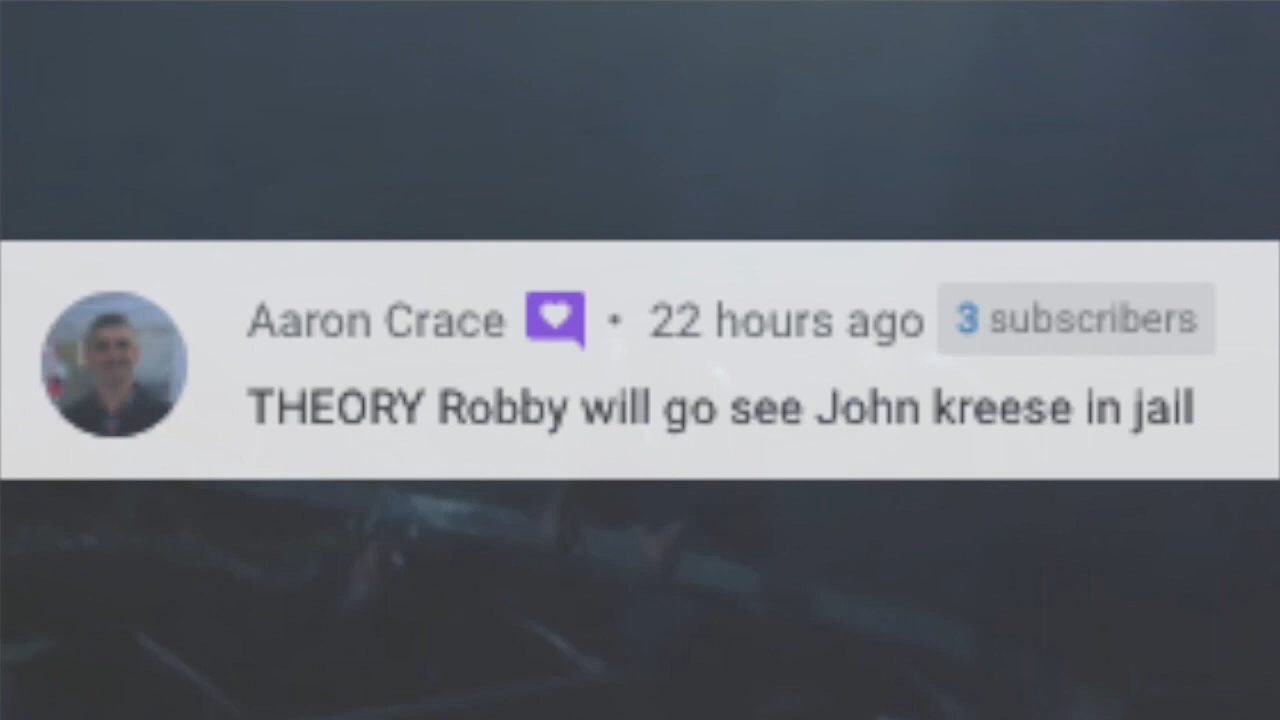 Aaron Crace • 22 hours ago 3 subscribers
THEORY Robby will go see John kreese in jail